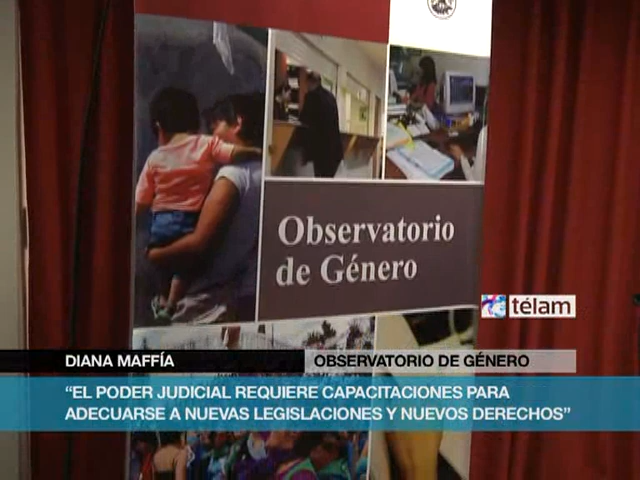 Observatorio
de Género
télam
DIANA MAFFÍA
OBSERVATORIO DE GÉNERO
“EL PODER JUDICIAL REQUIERE CAPACITACIONES PARA
ADECUARSE A NUEVAS LEGISLACIONES Y NUEVOS DERECHOS”